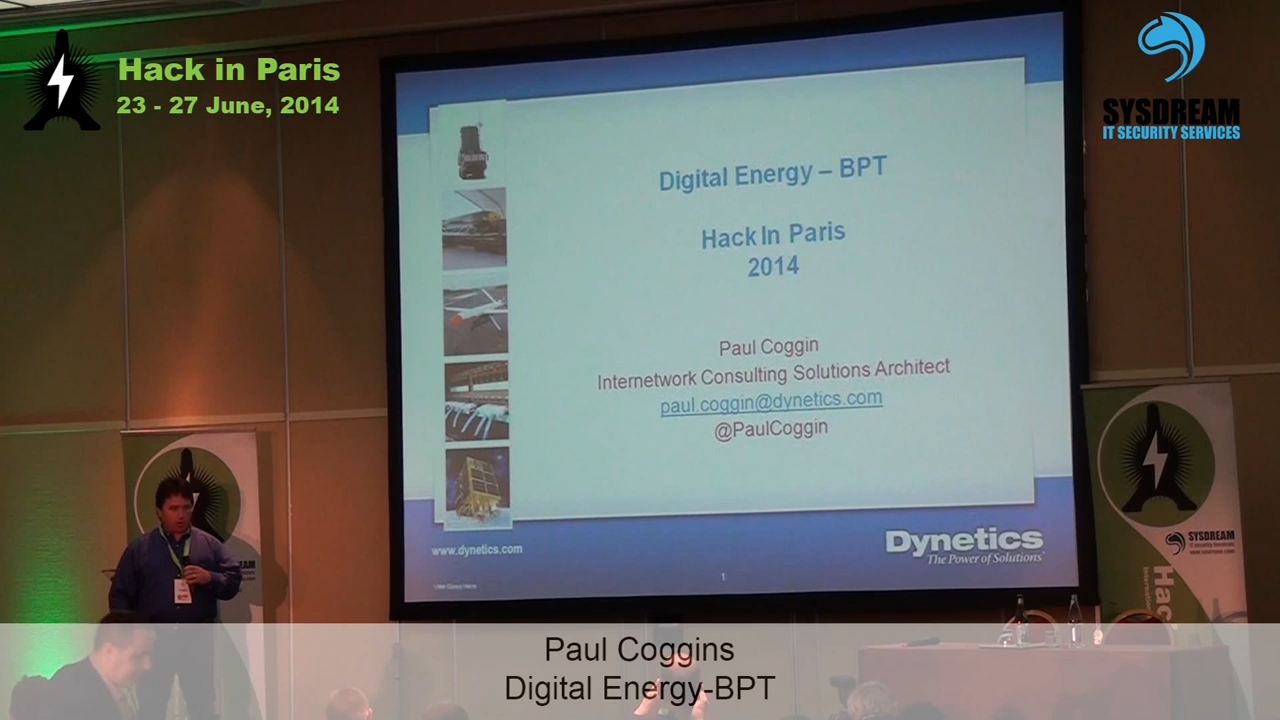 Hack in Paris
23 - 27 June, 2014
SYSDREAM
IT SECURITY SERVICES
Digital Energy – BPT
Hack In Paris
2014
Paul Coggin
Internetwork Consulting Solutions Architect
paul.coggin@dynetics.com
@PaulCoggin
www.dynetics.com
Dynetics
The Power of Solutions
1
SYSDREAM
Hac
Paul Coggins
Digital Energy-BPT